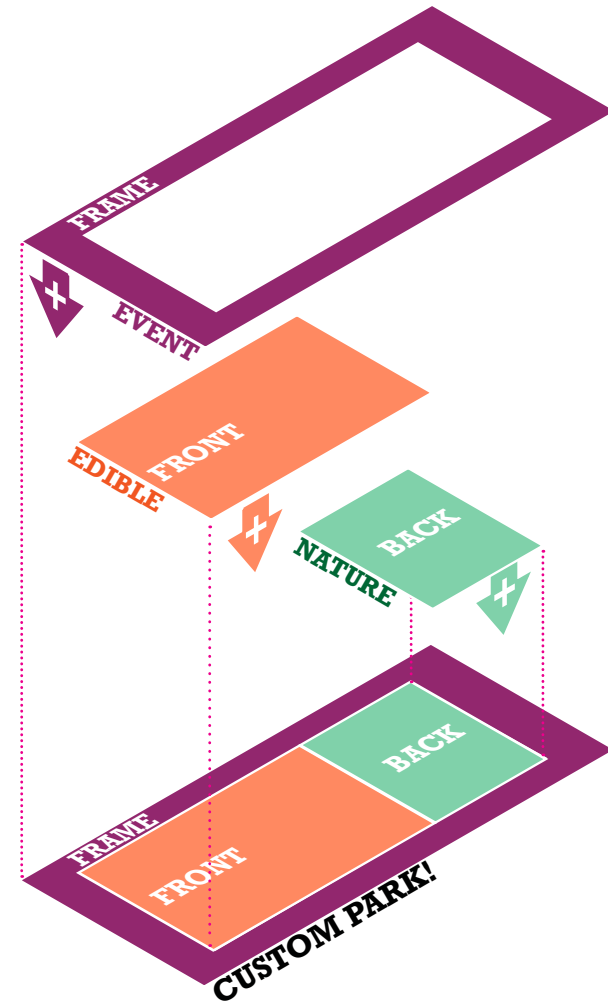 FRAME
+
EVENT
FRONT
EDIBLE
+
BACK
NATURE
+
BACK
FRAME
FRONT
CUSTOM PARK!